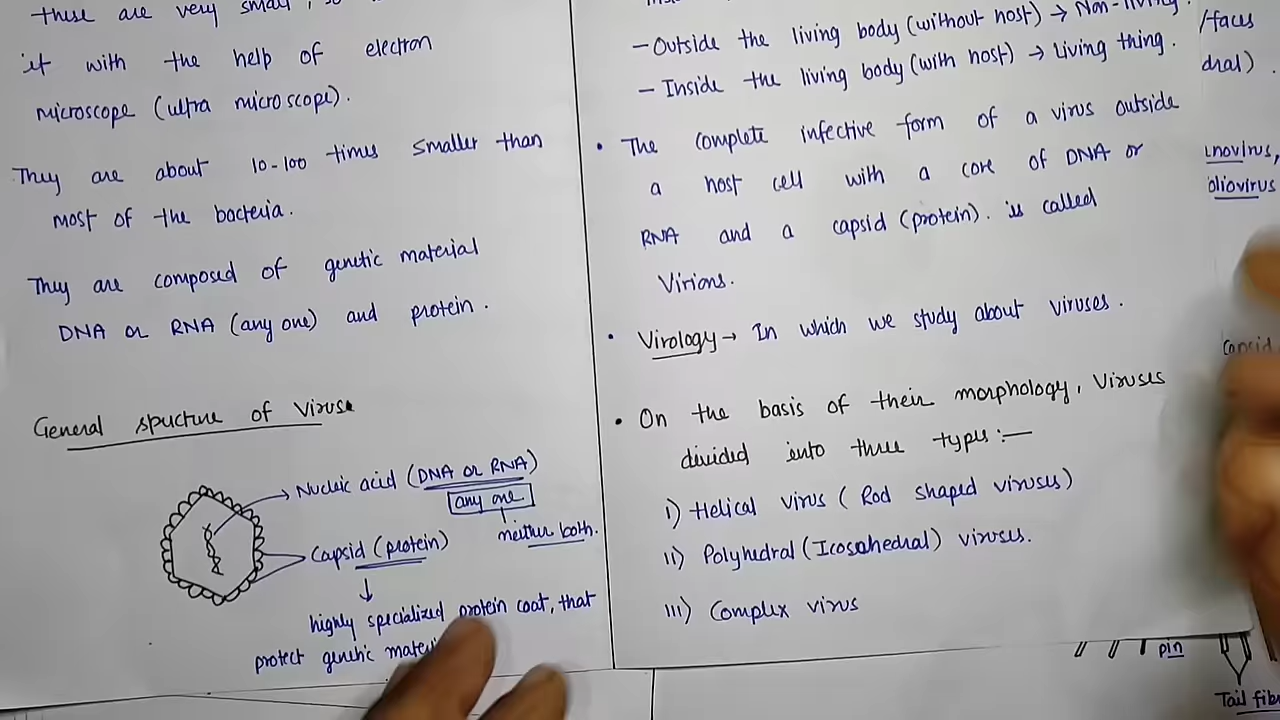 these are very small,
it with the help of electron
microscope (ultra microscope).
They are about 10-100 times smaller than
most of the bacteria.
They are composed of genetic material
DNA or RNA (any one) and protein.
General structure of Virus
Nucleic acid (DNA or RNA)
any one
neither both.
Capsid (protein)
highly specialized protein coat, that
protect genetic
- Outside the living body (without host) → Non-living.
- Inside the living body (with host) → Living thing.
• The complete infective form of a virus outside
a host cell with a core of DNA or
RNA and a capsid (protein). is called
Virions.
• Virology → In which we study about viruses.
• On the basis of their morphology, Viruses
divided into three types :—
i) Helical virus (Rod shaped viruses)
ii) Polyhedral (Icosahedral) viruses.
iii) Complex virus
/faces
dral).
pin
Tail